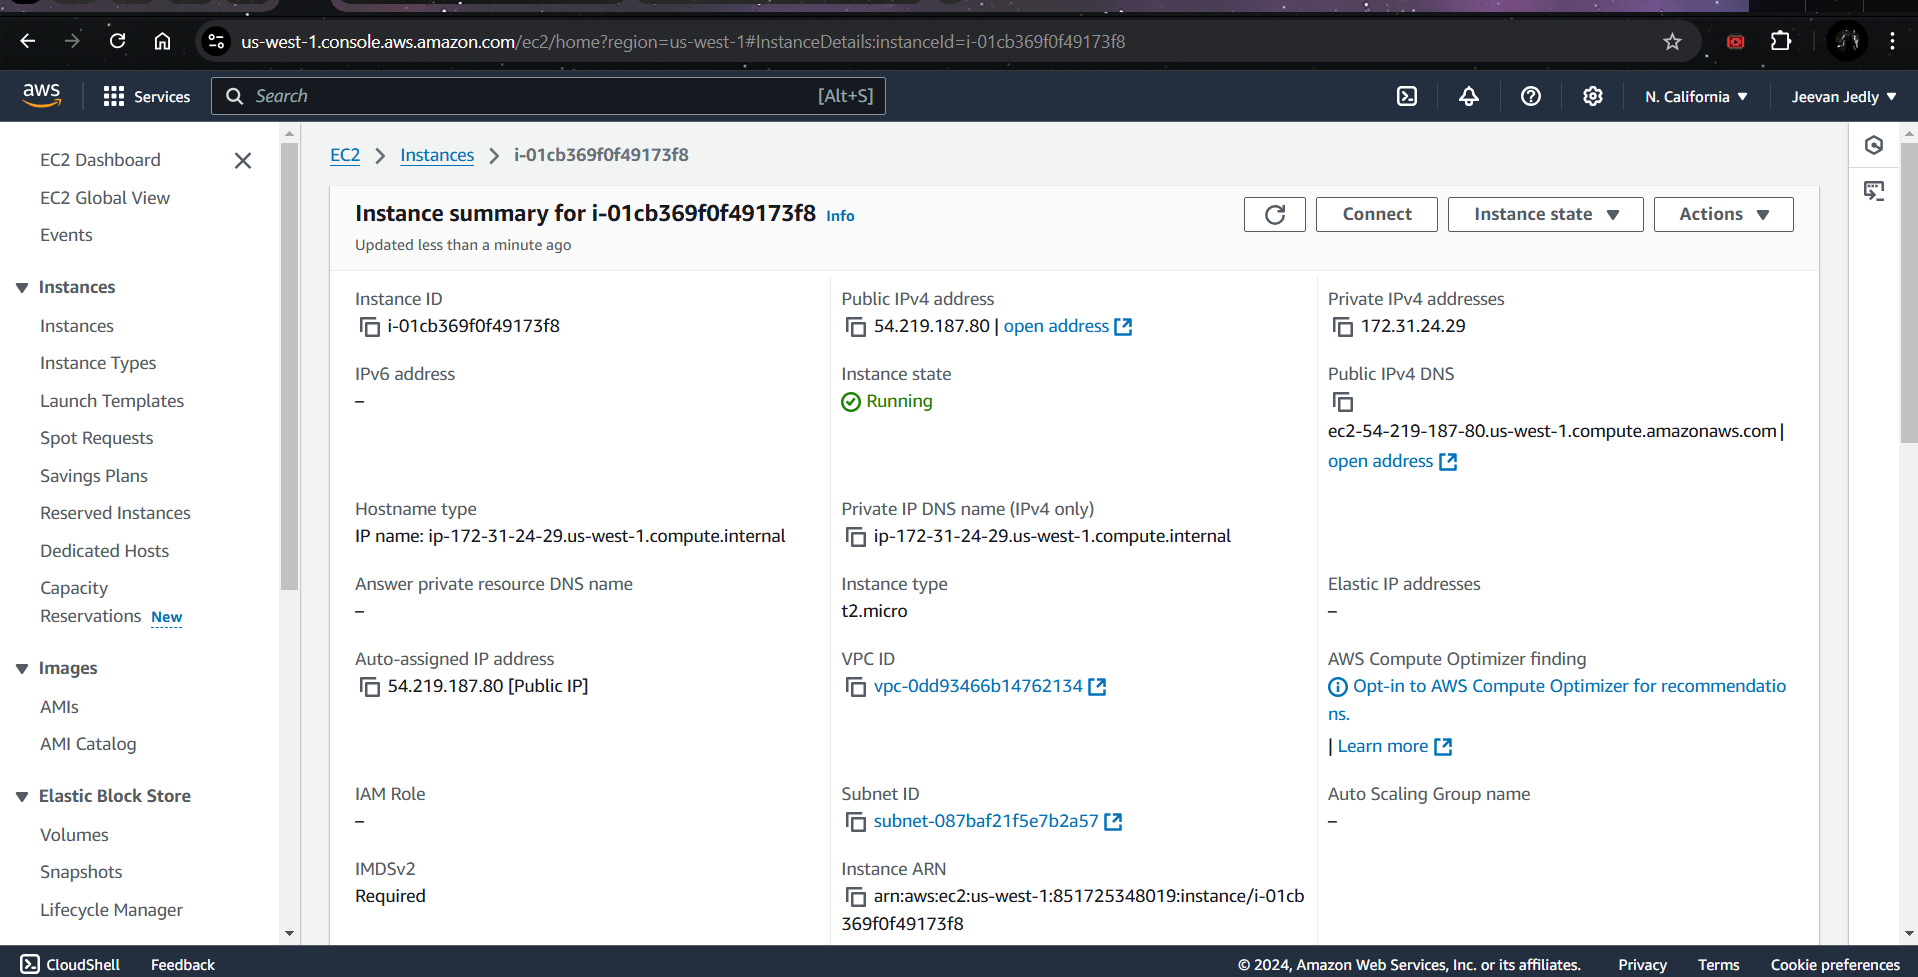 us-west-1.console.aws.amazon.com/ec2/home?region=us-west-1#InstanceDetails:instanceId=i-01cb369f0f49173f8
aws
Services
Search
[Alt+S]
N. California
Jeevan Jedly
EC2 Dashboard
EC2 Global View
Events
Instances
Instances
Instance Types
Launch Templates
Spot Requests
Savings Plans
Reserved Instances
Dedicated Hosts
Capacity
Reservations New
Images
AMIs
AMI Catalog
Elastic Block Store
Volumes
Snapshots
Lifecycle Manager
EC2 > Instances > i-01cb369f0f49173f8
Instance summary for i-01cb369f0f49173f8 Info
Updated less than a minute ago
Connect
Instance state
Actions
Instance ID
i-01cb369f0f49173f8
Public IPv4 address
54.219.187.80 | open address
Private IPv4 addresses
172.31.24.29
IPv6 address
–
Instance state
Running
Public IPv4 DNS
ec2-54-219-187-80.us-west-1.compute.amazonaws.com |
open address
Hostname type
IP name: ip-172-31-24-29.us-west-1.compute.internal
Private IP DNS name (IPv4 only)
ip-172-31-24-29.us-west-1.compute.internal
Answer private resource DNS name
–
Instance type
t2.micro
Elastic IP addresses
–
Auto-assigned IP address
54.219.187.80 [Public IP]
VPC ID
vpc-0dd93466b14762134
AWS Compute Optimizer finding
Opt-in to AWS Compute Optimizer for recommendatio
ns.
| Learn more
IAM Role
–
Subnet ID
subnet-087baf21f5e7b2a57
Auto Scaling Group name
–
IMDSv2
Required
Instance ARN
arn:aws:ec2:us-west-1:851725348019:instance/i-01cb
369f0f49173f8
CloudShell
Feedback
© 2024, Amazon Web Services, Inc. or its affiliates.
Privacy
Terms
Cookie preferences